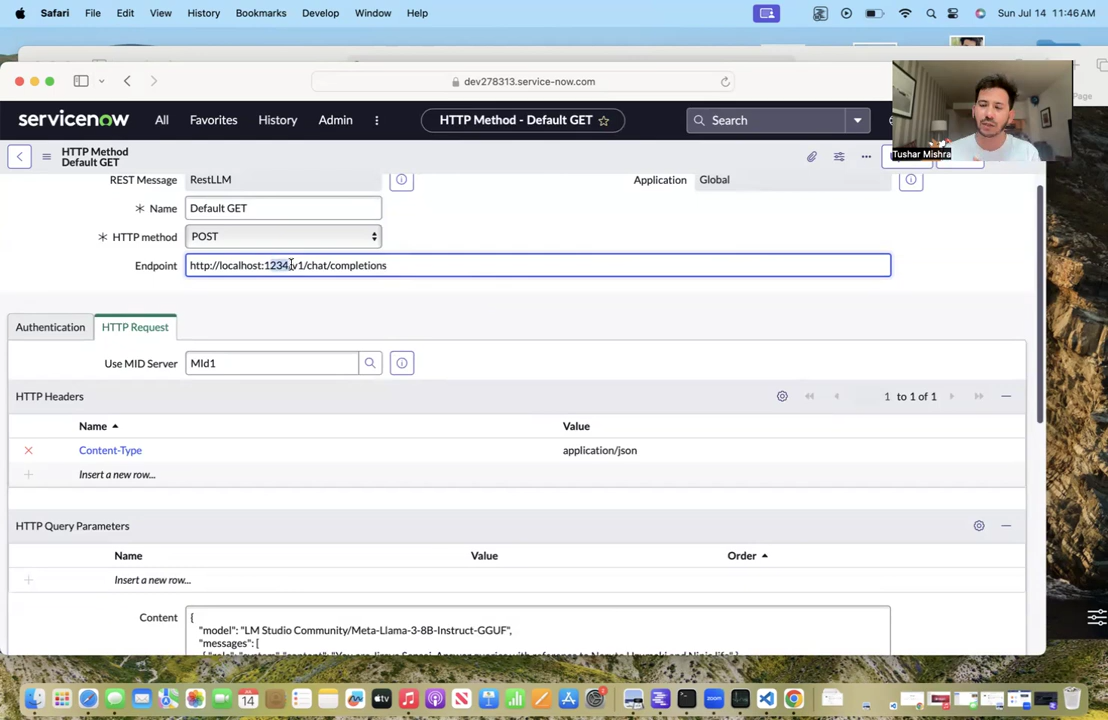 Safari File Edit View History Bookmarks Develop Window Help Sun Jul 14 11:46 AM
dev278313.service-now.com
Page
servicenow All Favorites History Admin HTTP Method - Default GET Search
HTTP Method
Default GET
Tushar Mishra
REST Message RestLLM Application Global
Name Default GET
HTTP method POST
Endpoint http://localhost:1234/v1/chat/completions
Authentication HTTP Request
Use MID Server MId1
HTTP Headers 1 to 1 of 1
Name Value
Content-Type application/json
Insert a new row...
HTTP Query Parameters
Name Value Order
Insert a new row...
Content {
"model": "LM Studio Community/Meta-Llama-3-8B-Instruct-GGUF",
"messages": [